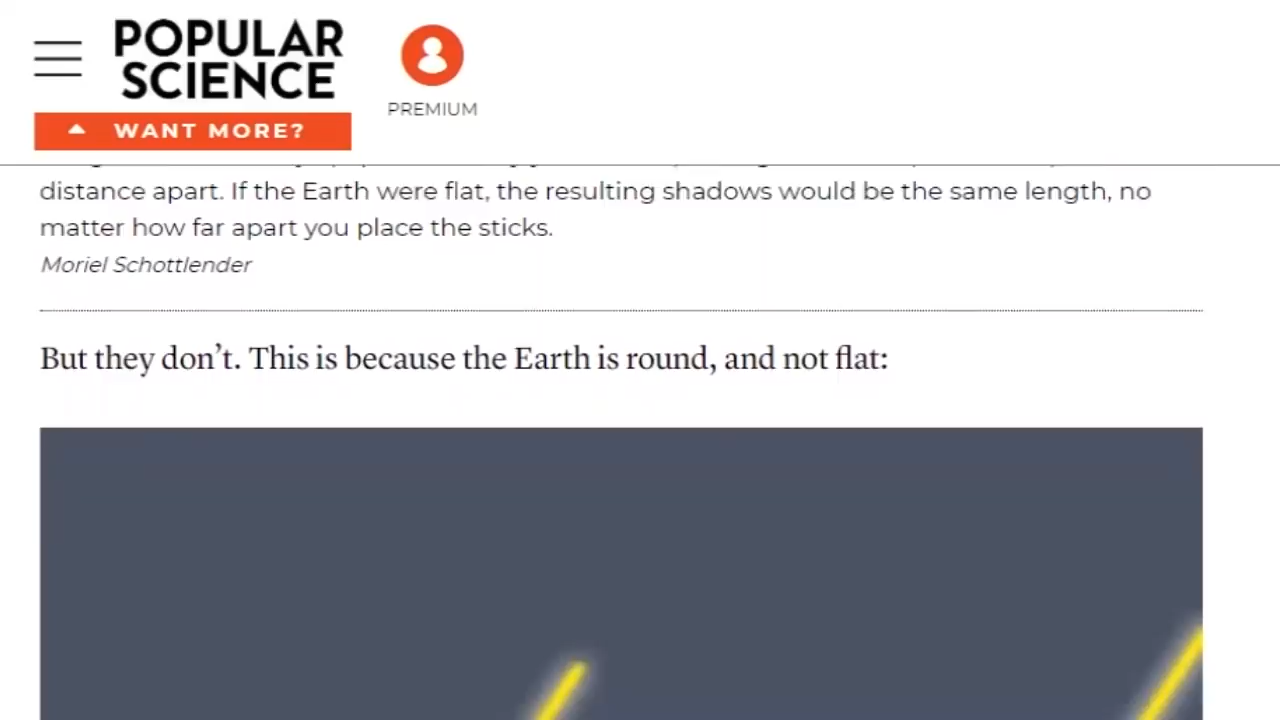 POPULAR
SCIENCE
PREMIUM
WANT MORE?
distance apart. If the Earth were flat, the resulting shadows would be the same length, no
matter how far apart you place the sticks.
Moriel Schottlender
But they don’t. This is because the Earth is round, and not flat: